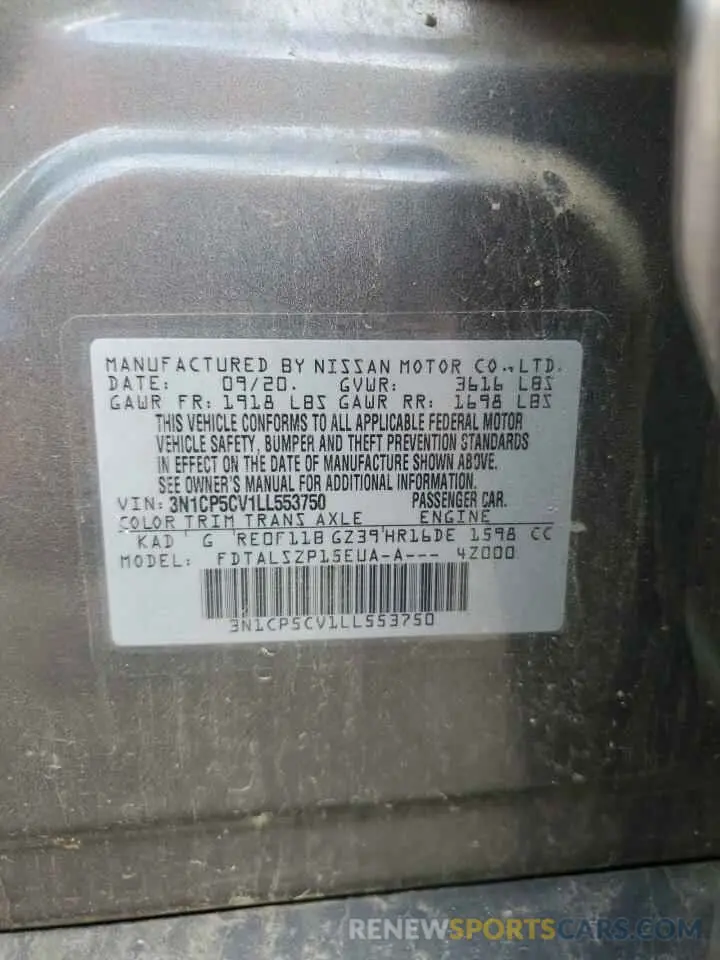 MANUFACTURED BY NISSAN MOTOR CO.,LTD.
DATE: 09/20. GVWR: 3616 LBS
GAWR FR: 1918 LBS GAWR RR: 1698 LBS
THIS VEHICLE CONFORMS TO ALL APPLICABLE FEDERAL MOTOR
VEHICLE SAFETY, BUMPER AND THEFT PREVENTION STANDARDS
IN EFFECT ON THE DATE OF MANUFACTURE SHOWN ABOVE.
SEE OWNER'S MANUAL FOR ADDITIONAL INFORMATION.
VIN: 3N1CP5CV1LL553750 PASSENGER CAR.
COLOR TRIM TRANS AXLE ENGINE
KAD G RE0F11B GZ39 HR16DE 1598 CC
MODEL: FDTALSZP15EUA-A--- 4Z000
3N1CP5CV1LL553750
RENEWSPORTSCARS.COM